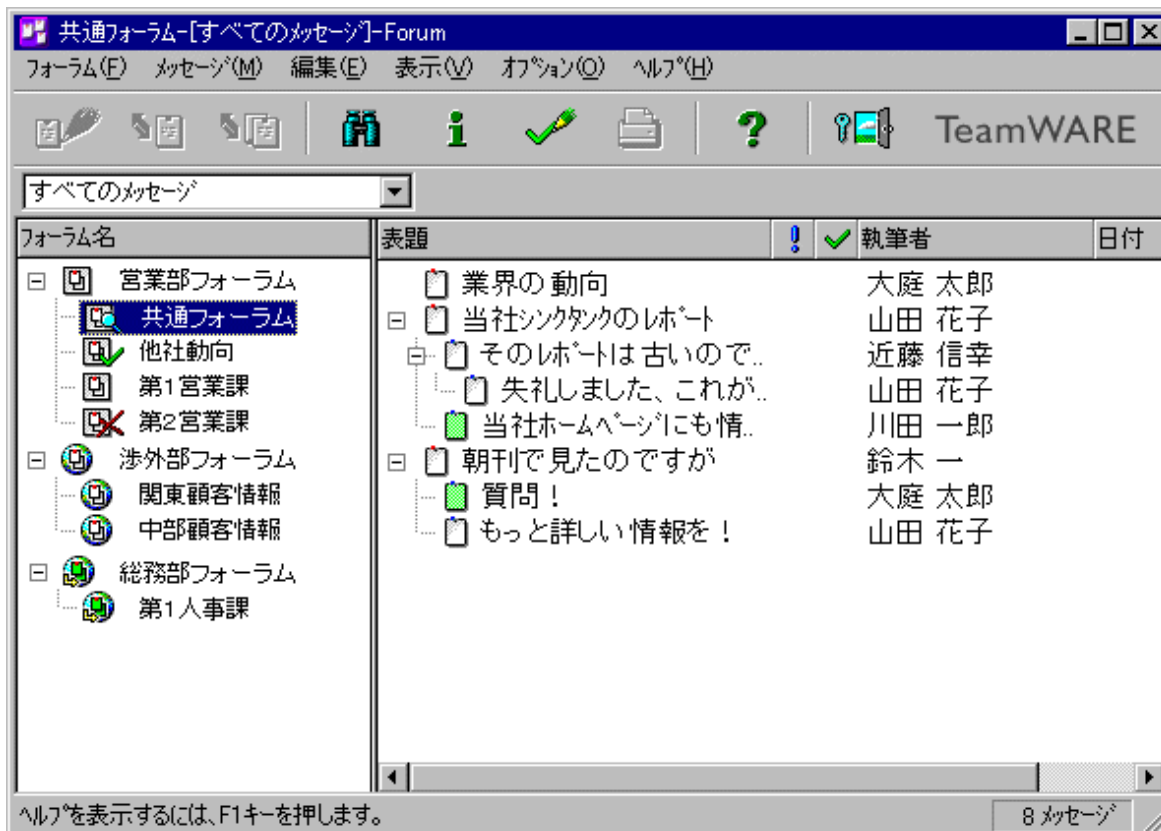 共通ﾌｫｰﾗﾑ-[すべてのﾒｯｾｰｼﾞ]-Forum
ﾌｫｰﾗﾑ(F) ﾒｯｾｰｼﾞ(M) 編集(E) 表示(V) ｵﾌﾟｼｮﾝ(O) ﾍﾙﾌﾟ(H)
TeamWARE
すべてのﾒｯｾｰｼﾞ
ﾌｫｰﾗﾑ名
営業部フォーラム
共通フォーラム
他社動向
第1営業課
第2営業課
渉外部フォーラム
関東顧客情報
中部顧客情報
総務部フォーラム
第1人事課
表題 執筆者 日付
業界の動向 大庭 太郎
当社ｼﾝｸﾀﾝｸのﾚﾎﾟｰﾄ 山田 花子
そのﾚﾎﾟｰﾄは古いので.. 近藤 信幸
失礼しました、これが.. 山田 花子
当社ﾎｰﾑﾍﾟｰｼﾞにも情.. 川田 一郎
朝刊で見たのですが 鈴木 一
質問！ 大庭 太郎
もっと詳しい情報を！ 山田 花子
ﾍﾙﾌﾟを表示するには、F1キーを押します。 8 ﾒｯｾｰｼﾞ